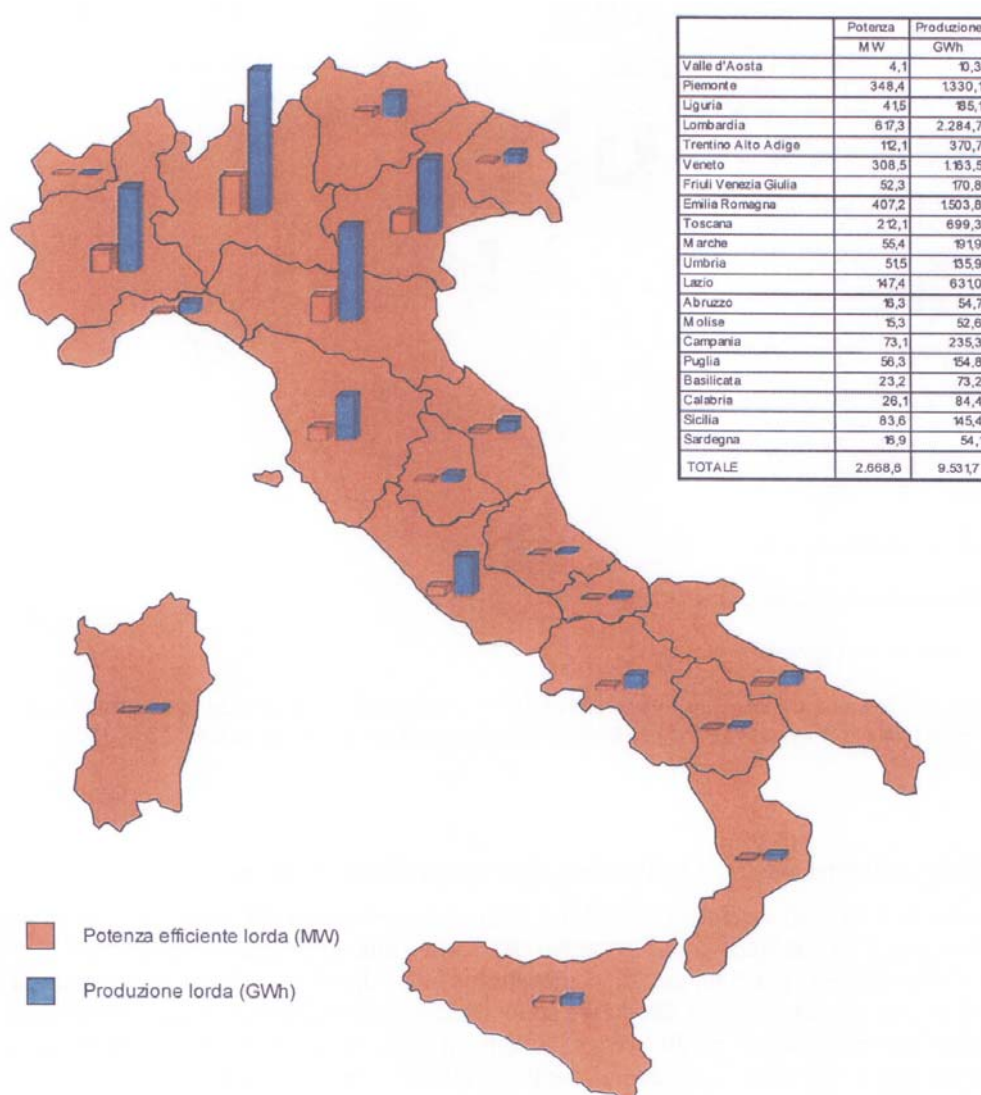 Potenza Produzione
MW GWh
Valle d'Aosta 4,1 10,3
Piemonte 348,4 1.330,1
Liguria 41,5 185,1
Lombardia 617,3 2.284,7
Trentino Alto Adige 112,1 370,7
Veneto 308,5 1.163,5
Friuli Venezia Giulia 52,3 170,8
Emilia Romagna 407,2 1.503,8
Toscana 212,1 699,3
Marche 55,4 191,9
Umbria 51,5 135,9
Lazio 147,4 631,0
Abruzzo 16,3 54,7
Molise 15,3 52,6
Campania 73,1 235,3
Puglia 56,3 154,8
Basilicata 23,2 73,2
Calabria 26,1 84,4
Sicilia 83,6 145,4
Sardegna 16,9 54,1
TOTALE 2.668,6 9.531,7
Potenza efficiente lorda (MW)
Produzione lorda (GWh)